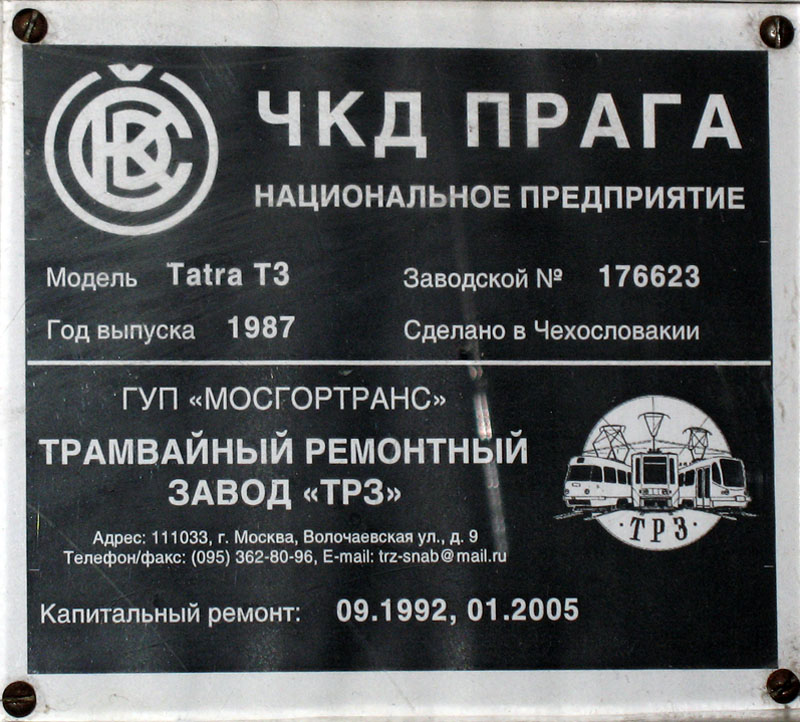 ČKD
ЧКД ПРАГА
НАЦИОНАЛЬНОЕ ПРЕДПРИЯТИЕ
Модель Tatra T3 Заводской № 176623
Год выпуска 1987 Сделано в Чехословакии
ГУП «МОСГОРТРАНС»
ТРАМВАЙНЫЙ РЕМОНТНЫЙ
ЗАВОД «ТРЗ»
· ТРЗ ·
Адрес: 111033, г. Москва, Волочаевская ул., д. 9
Телефон/факс: (095) 362-80-96, E-mail: trz-snab@mail.ru
Капитальный ремонт: 09.1992, 01.2005